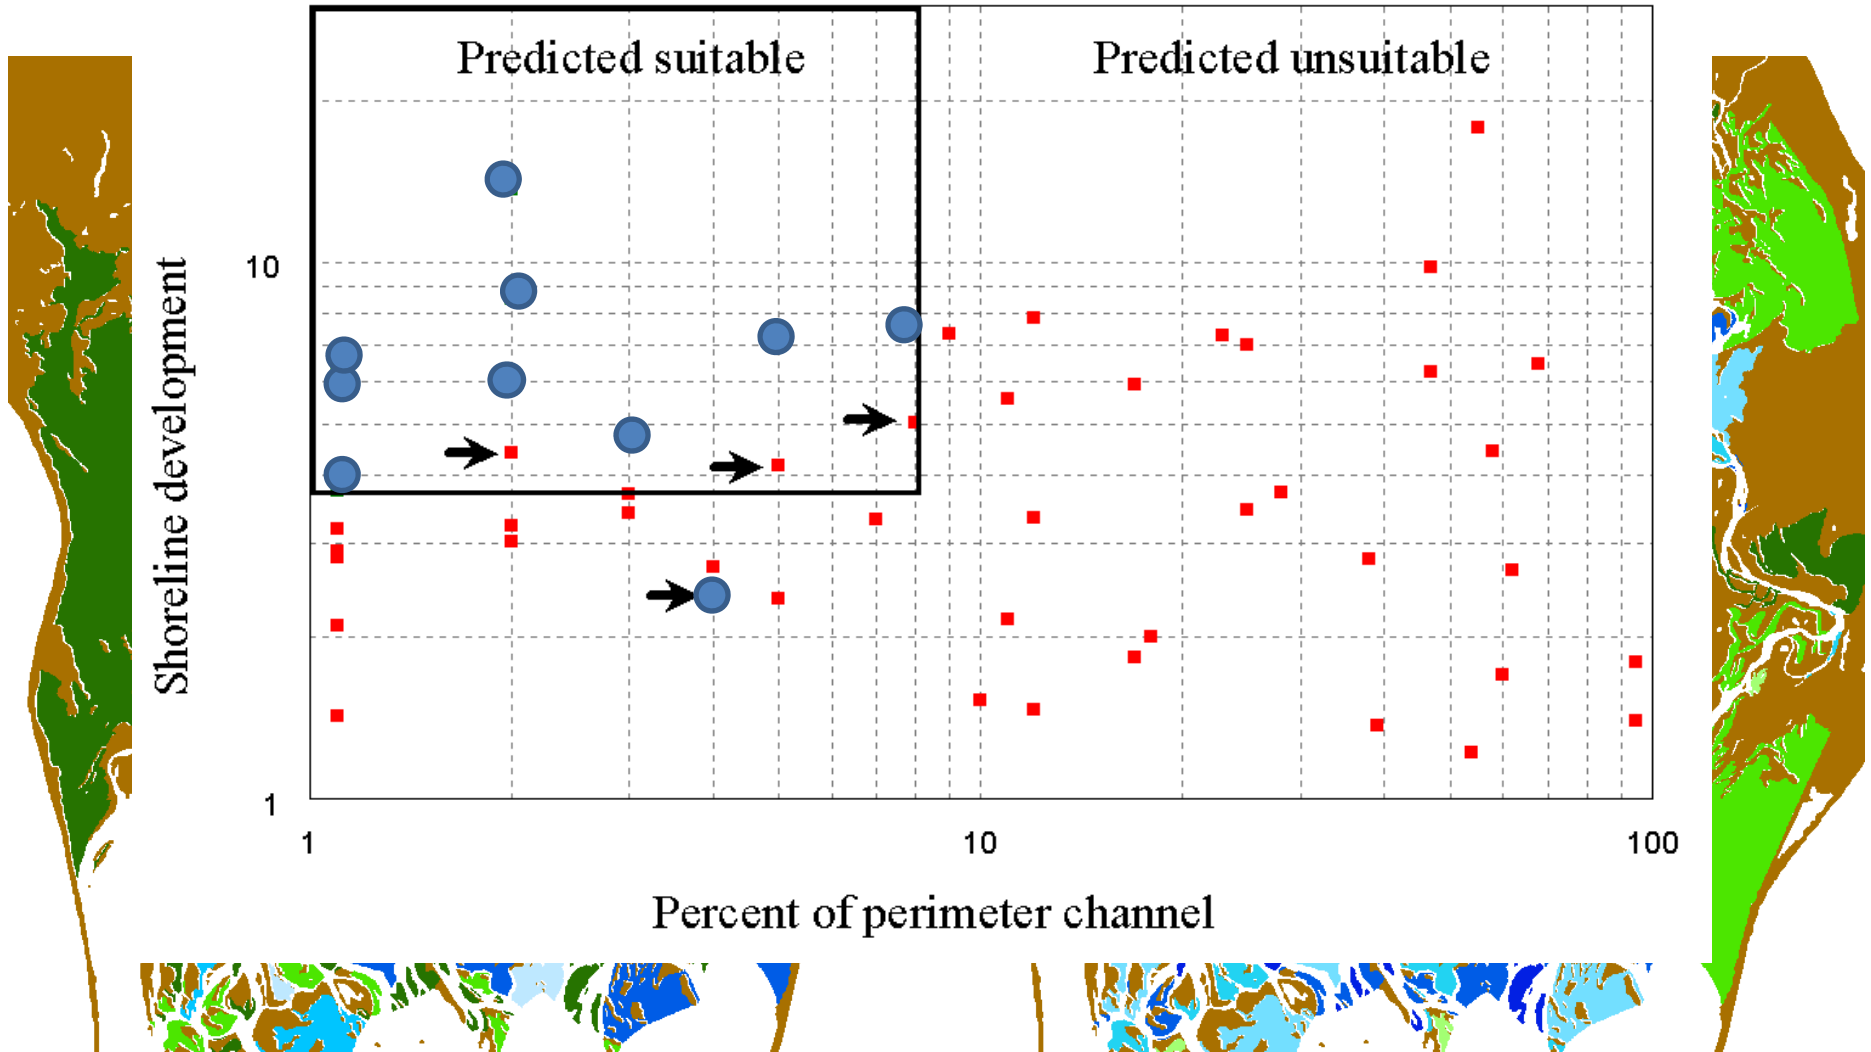 Predicted suitable
Predicted unsuitable
Shoreline development
10
1
1
10
100
Percent of perimeter channel